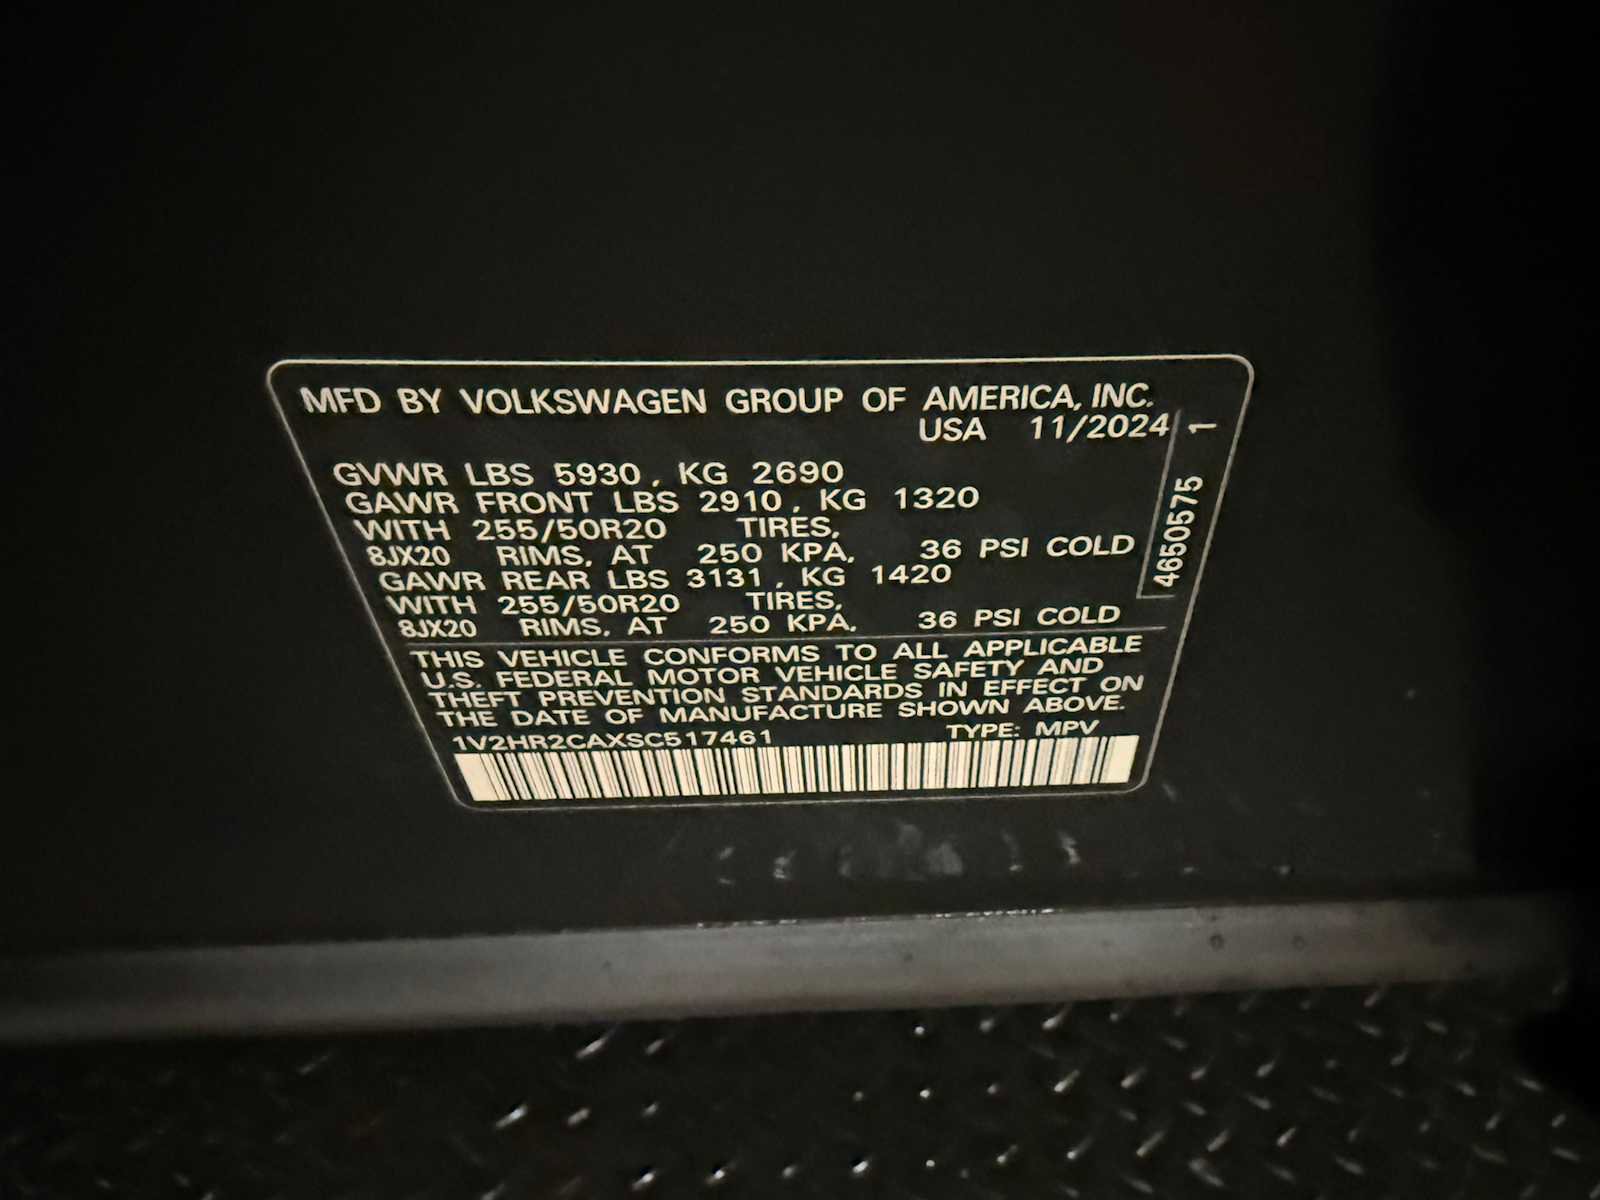 MFD BY VOLKSWAGEN GROUP OF AMERICA, INC.
USA 11/2024
GVWR LBS 5930, KG 2690
GAWR FRONT LBS 2910, KG 1320
WITH 255/50R20 TIRES,
8JX20 RIMS, AT 250 KPA, 36 PSI COLD
GAWR REAR LBS 3131, KG 1420
WITH 255/50R20 TIRES,
8JX20 RIMS, AT 250 KPA, 36 PSI COLD
THIS VEHICLE CONFORMS TO ALL APPLICABLE
U.S. FEDERAL MOTOR VEHICLE SAFETY AND
THEFT PREVENTION STANDARDS IN EFFECT ON
THE DATE OF MANUFACTURE SHOWN ABOVE.
1V2HR2CAXSC517461 TYPE: MPV
4650575 1